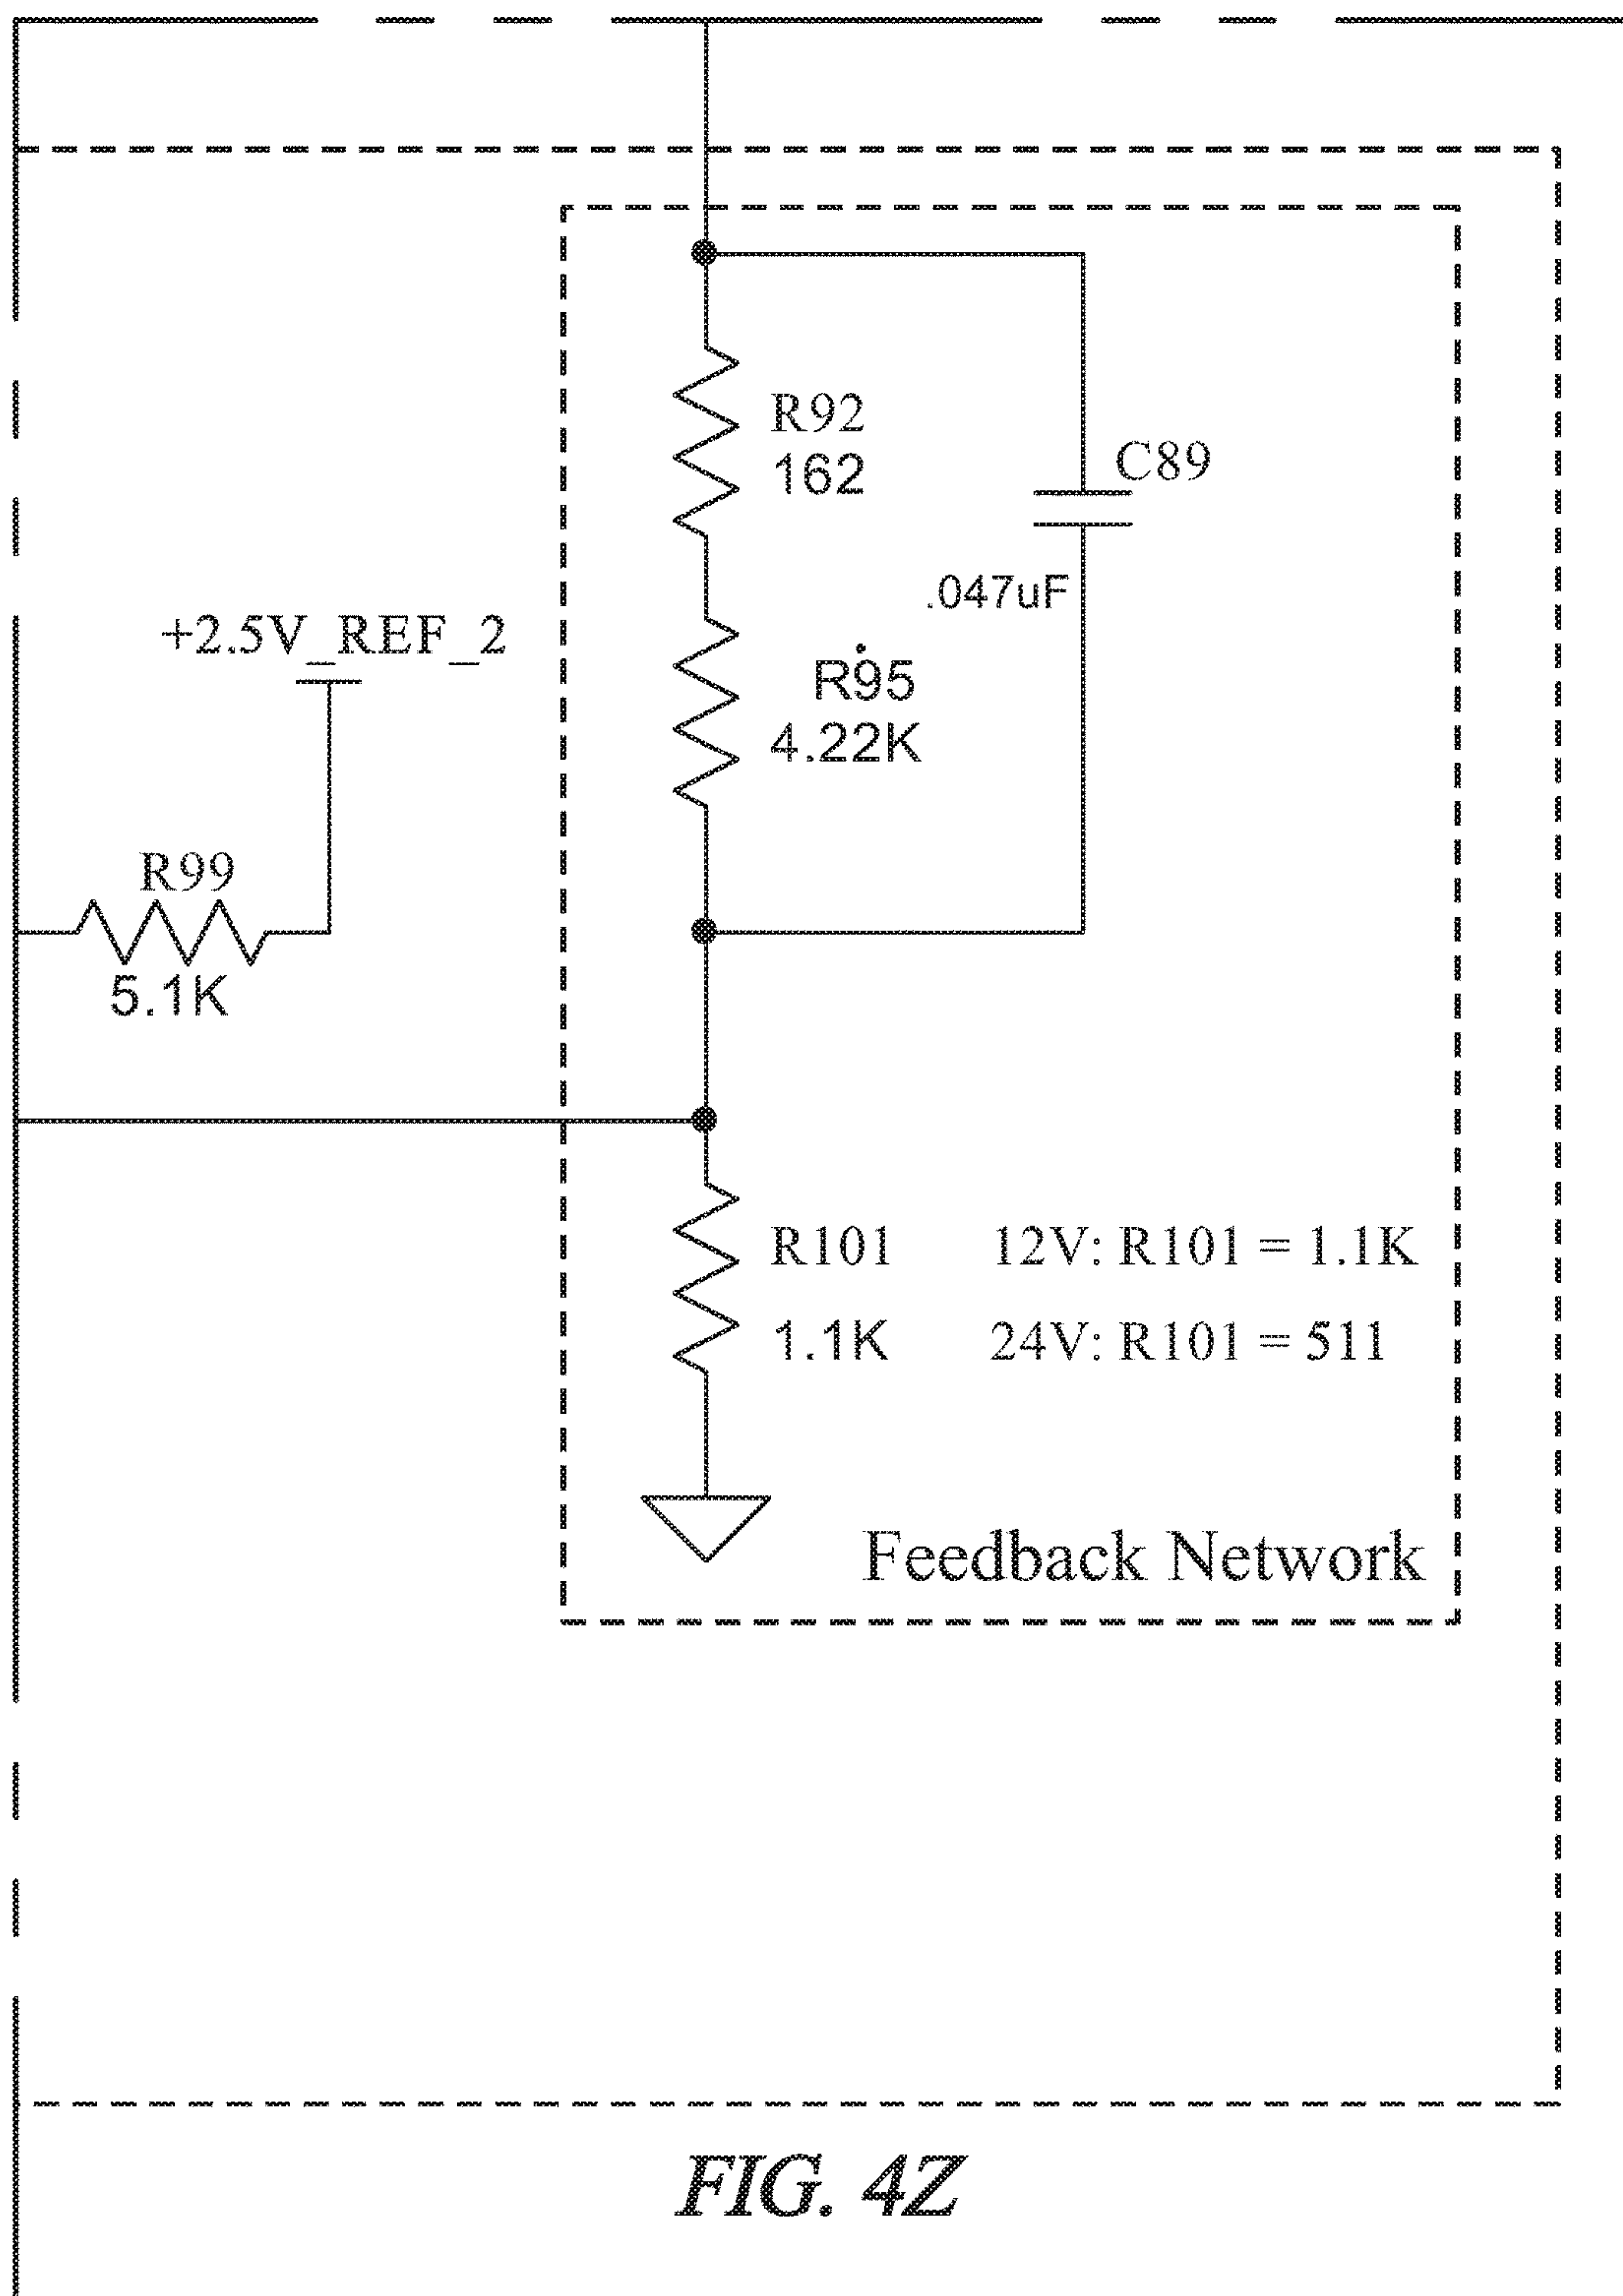 R92
162
C89
.047uF
+2.5V_REF_2
R95
4.22K
R99
5.1K
R101
1.1K
12V: R101 = 1.1K
24V: R101 = 511
Feedback Network
FIG. 4Z